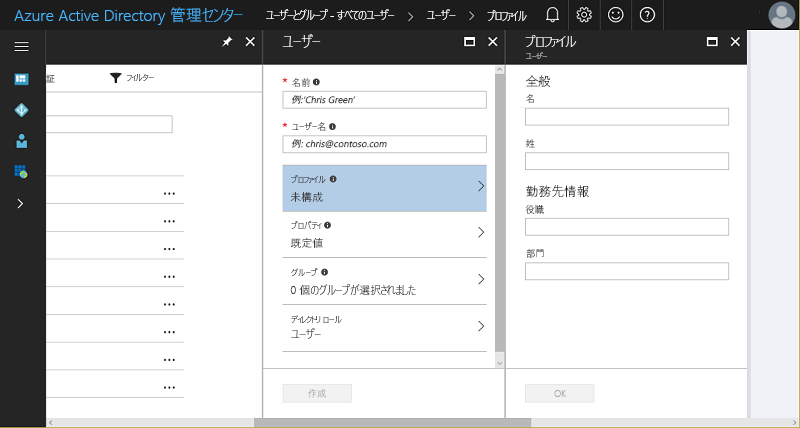 Azure Active Directory 管理センター
ユーザーとグループ - すべてのユーザー > ユーザー > プロファイル
証
フィルター
ユーザー
* 名前
例:'Chris Green'
* ユーザー名
例: chris@contoso.com
プロファイル
未構成
プロパティ
既定値
グループ
0 個のグループが選択されました
ディレクトリ ロール
ユーザー
作成
プロファイル
ユーザー
全般
名
姓
勤務先情報
役職
部門
OK